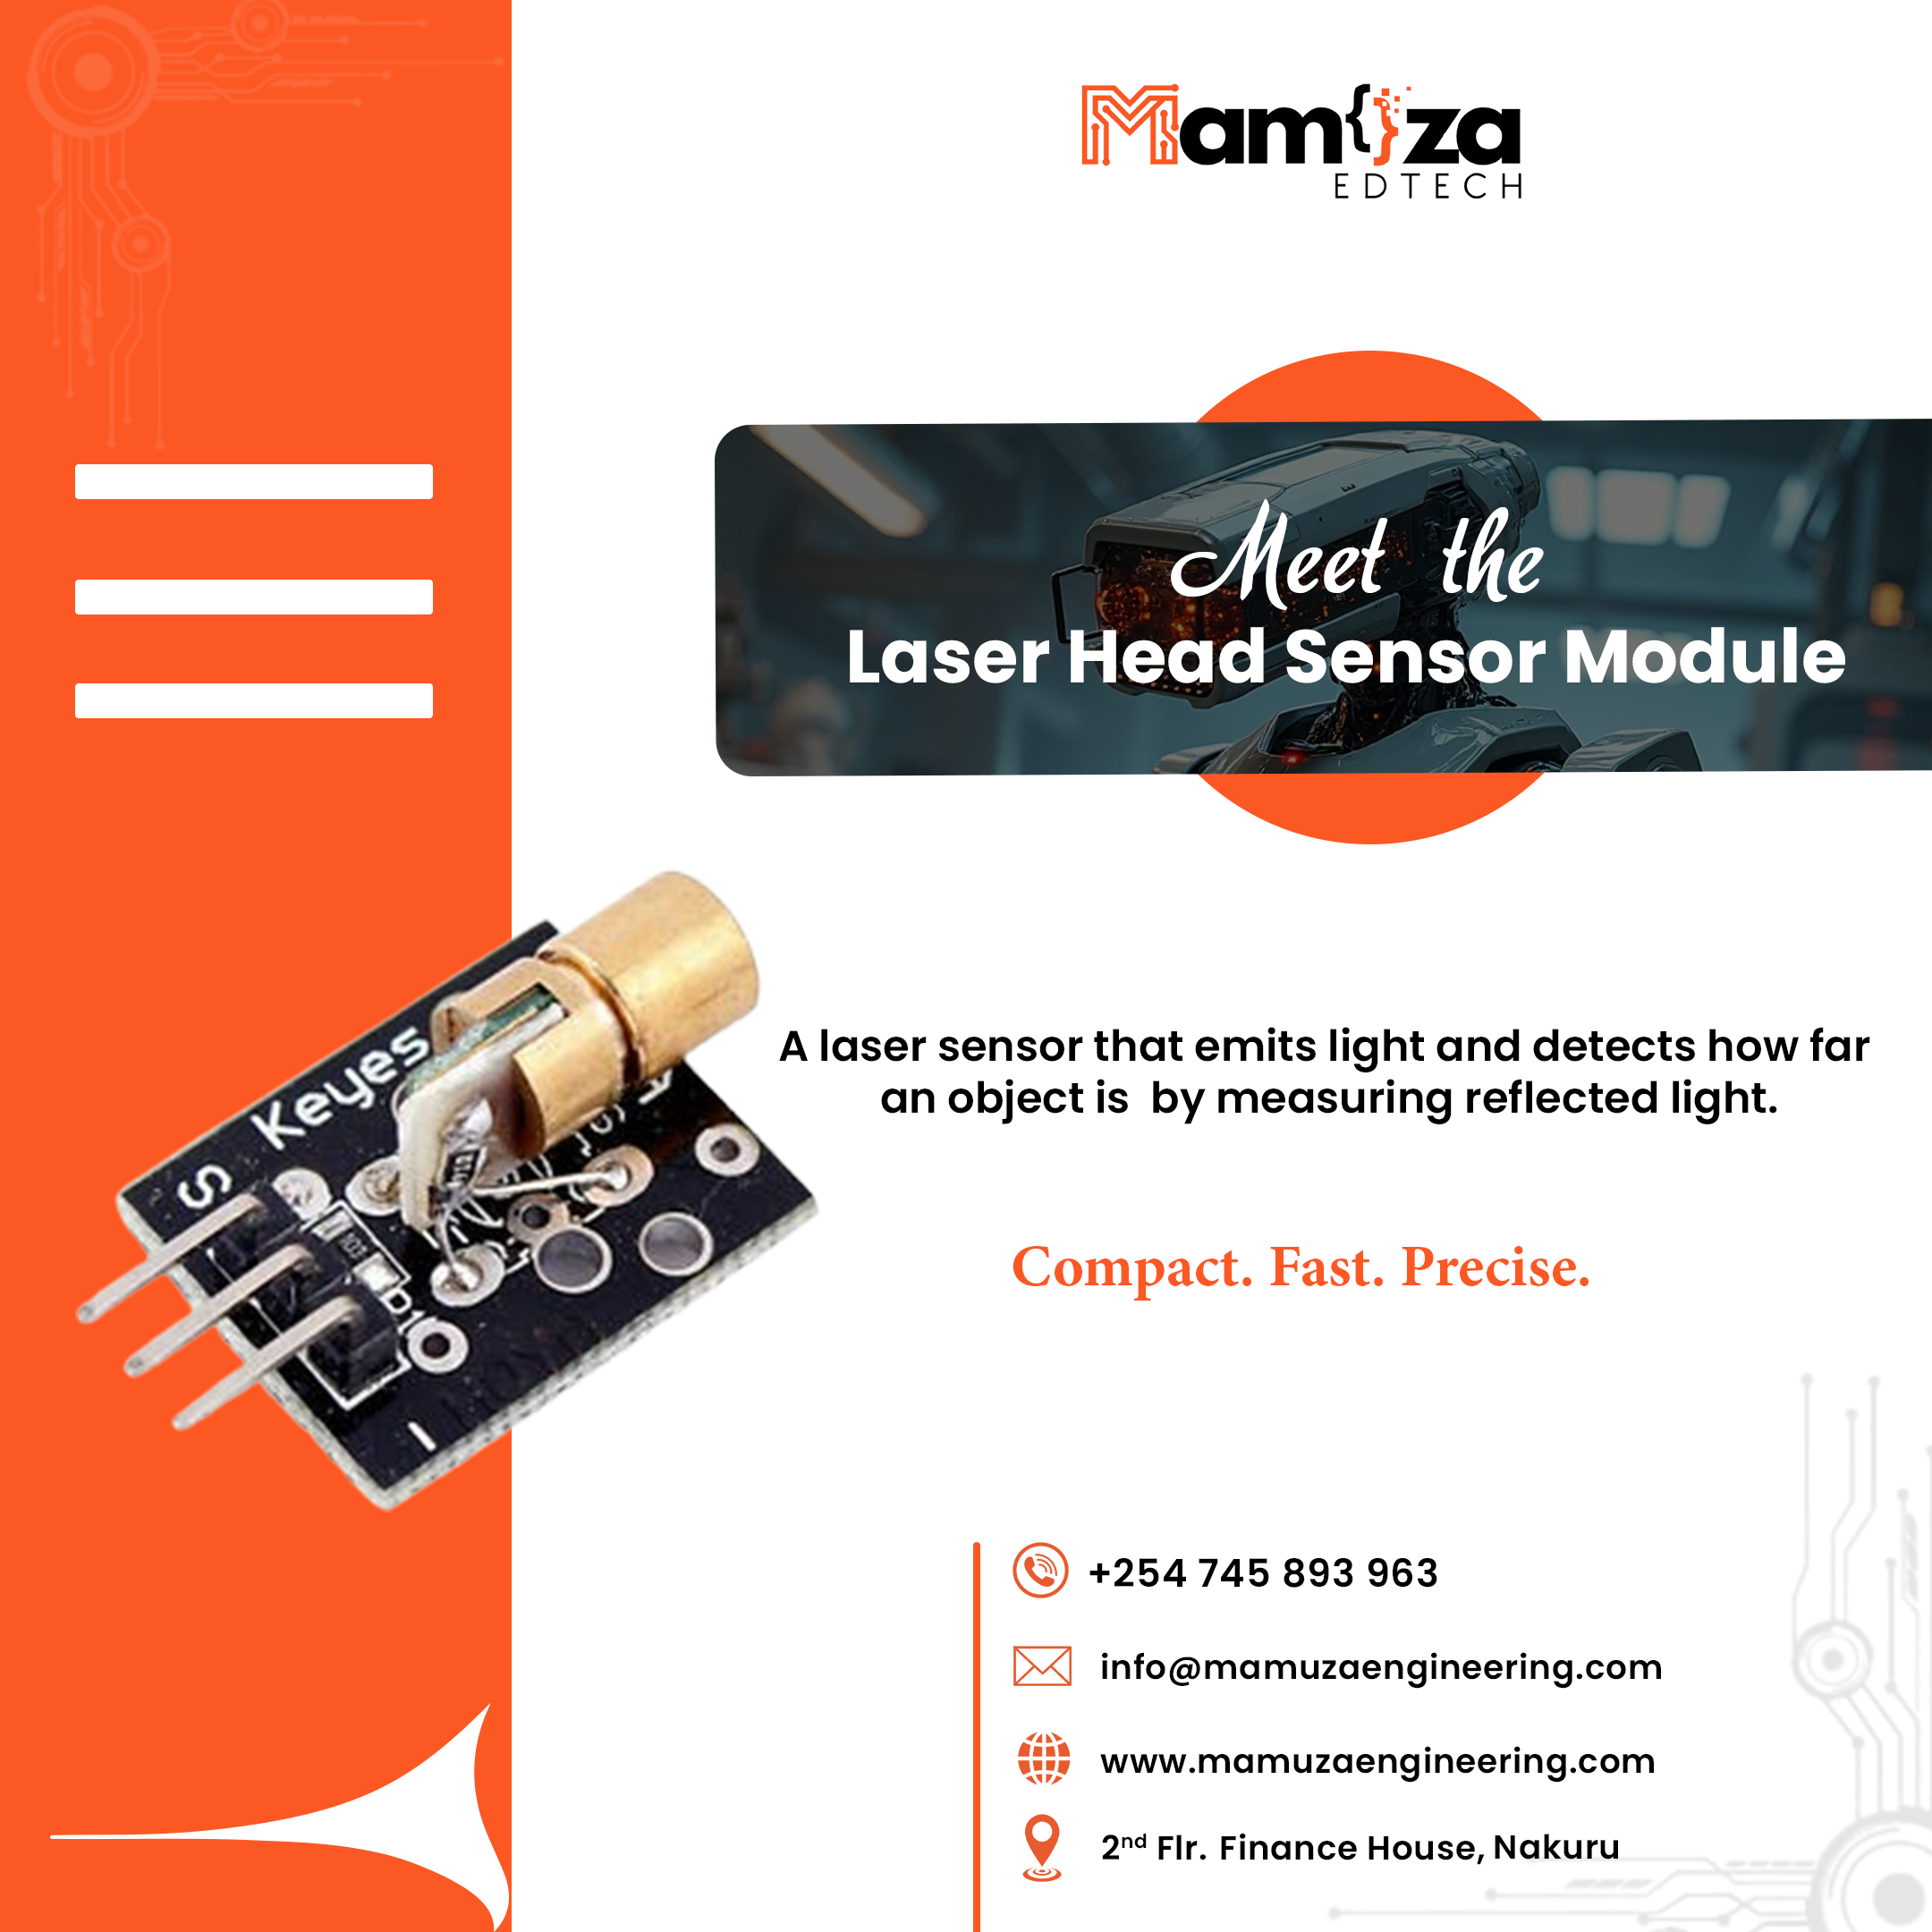 Mam{}za
EDTECH
Meet the
Laser Head Sensor Module
A laser sensor that emits light and detects how far
an object is by measuring reflected light.
Keyes
S
103
Compact. Fast. Precise.
+254 745 893 963
info@mamuzaengineering.com
www.mamuzaengineering.com
2nd Flr. Finance House, Nakuru